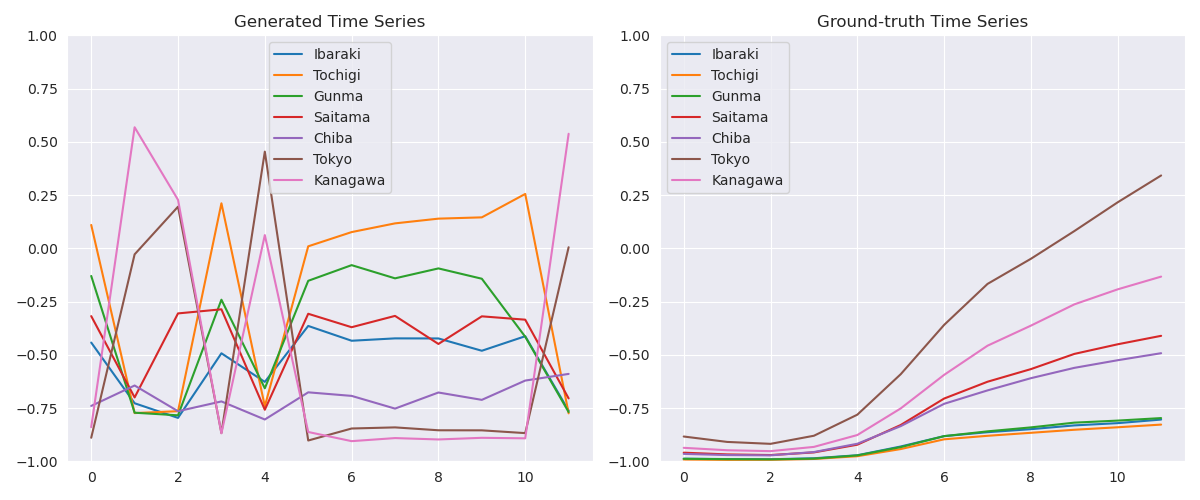 Generated Time Series
1.00
0.75
0.50
0.25
0.00
−0.25
−0.50
−0.75
−1.00
0 2 4 6 8 10
Ibaraki
Tochigi
Gunma
Saitama
Chiba
Tokyo
Kanagawa
Ground-truth Time Series
1.00
0.75
0.50
0.25
0.00
−0.25
−0.50
−0.75
−1.00
0 2 4 6 8 10
Ibaraki
Tochigi
Gunma
Saitama
Chiba
Tokyo
Kanagawa